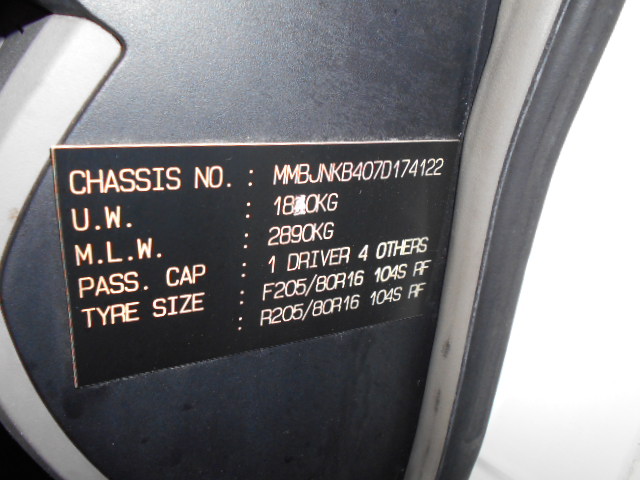 CHASSIS NO. : MMBJNKB407D174122
U.W. :
M.L.W. : 2890KG
PASS. CAP : 1 DRIVER 4 OTHERS
TYRE SIZE : F205/80R16 104S RF
: R205/80R16 104S RF